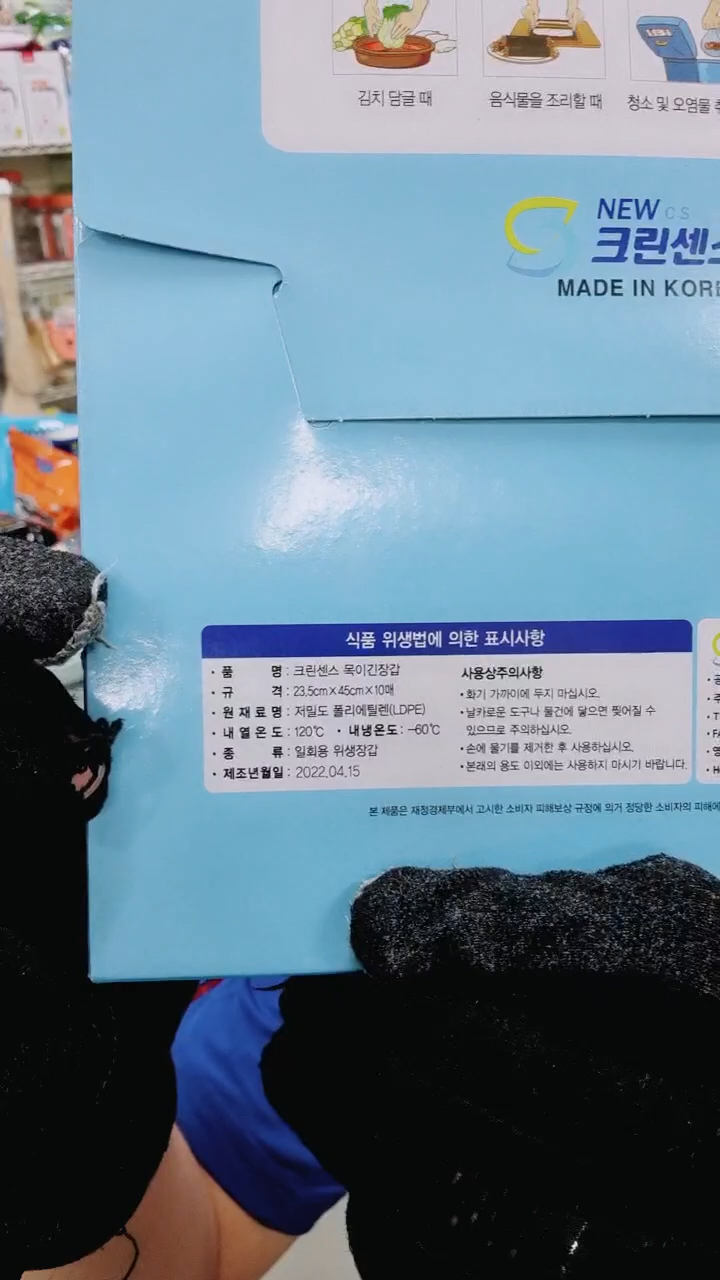 김치 담글 때
음식물을 조리할 때
청소 및 오염물
NEW CS
크린센스
MADE IN KORE
식품 위생법에 의한 표시사항
• 품 명 : 크린센스 목이긴장갑
• 규 격 : 23.5cm×45cm×10매
• 원 재 료 명 : 저밀도 폴리에틸렌(LDPE)
• 내 열 온 도 : 120℃ • 내냉온도 : -60℃
• 종 류 : 일회용 위생장갑
• 제조년월일 : 2022.04.15
사용상주의사항
• 화기 가까이에 두지 마십시오.
• 날카로운 도구나 물건에 닿으면 찢어질 수
있으므로 주의하십시오.
• 손에 물기를 제거한 후 사용하십시오.
• 본래의 용도 이외에는 사용하지 마시기 바랍니다.
본 제품은 재정경제부에서 고시한 소비자 피해보상 규정에 의거 정당한 소비자의 피해에